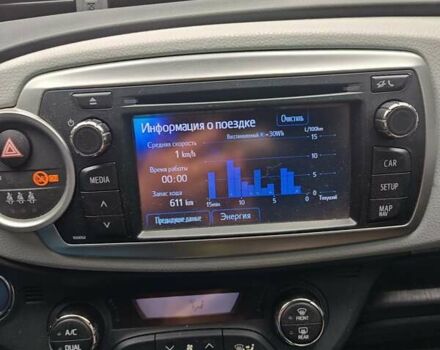 Информация о поездке
Очистить
= 30Wh
L/100km
Средняя скорость
1 km/h
Время работы
00:00
Запас хода
611 km
15
10
5
0
15min
10
5
Текущий
Предыдущие данные
Энергия
MEDIA
CAR
SETUP
MAP
NAV
A/C
DUAL
FRONT
REAR